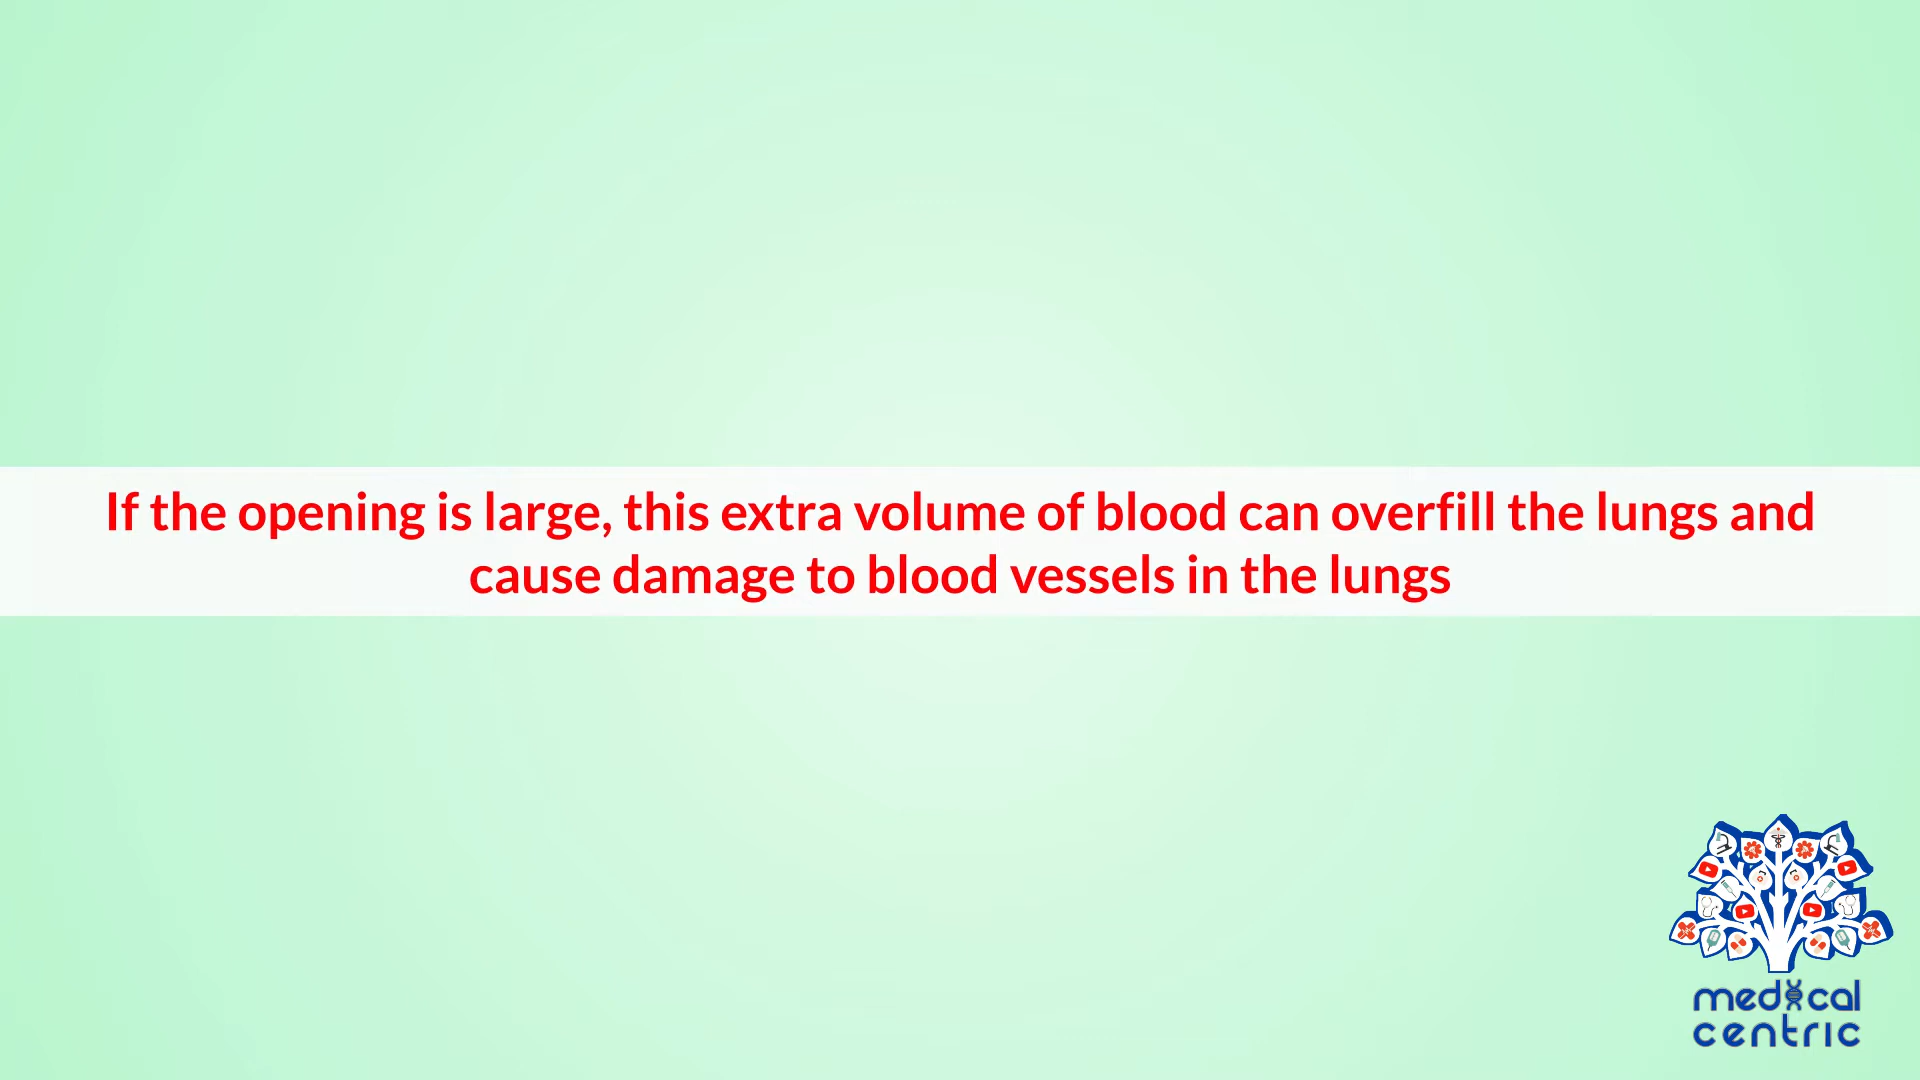 If the opening is large, this extra volume of blood can overfill the lungs and
cause damage to blood vessels in the lungs
medical
centric